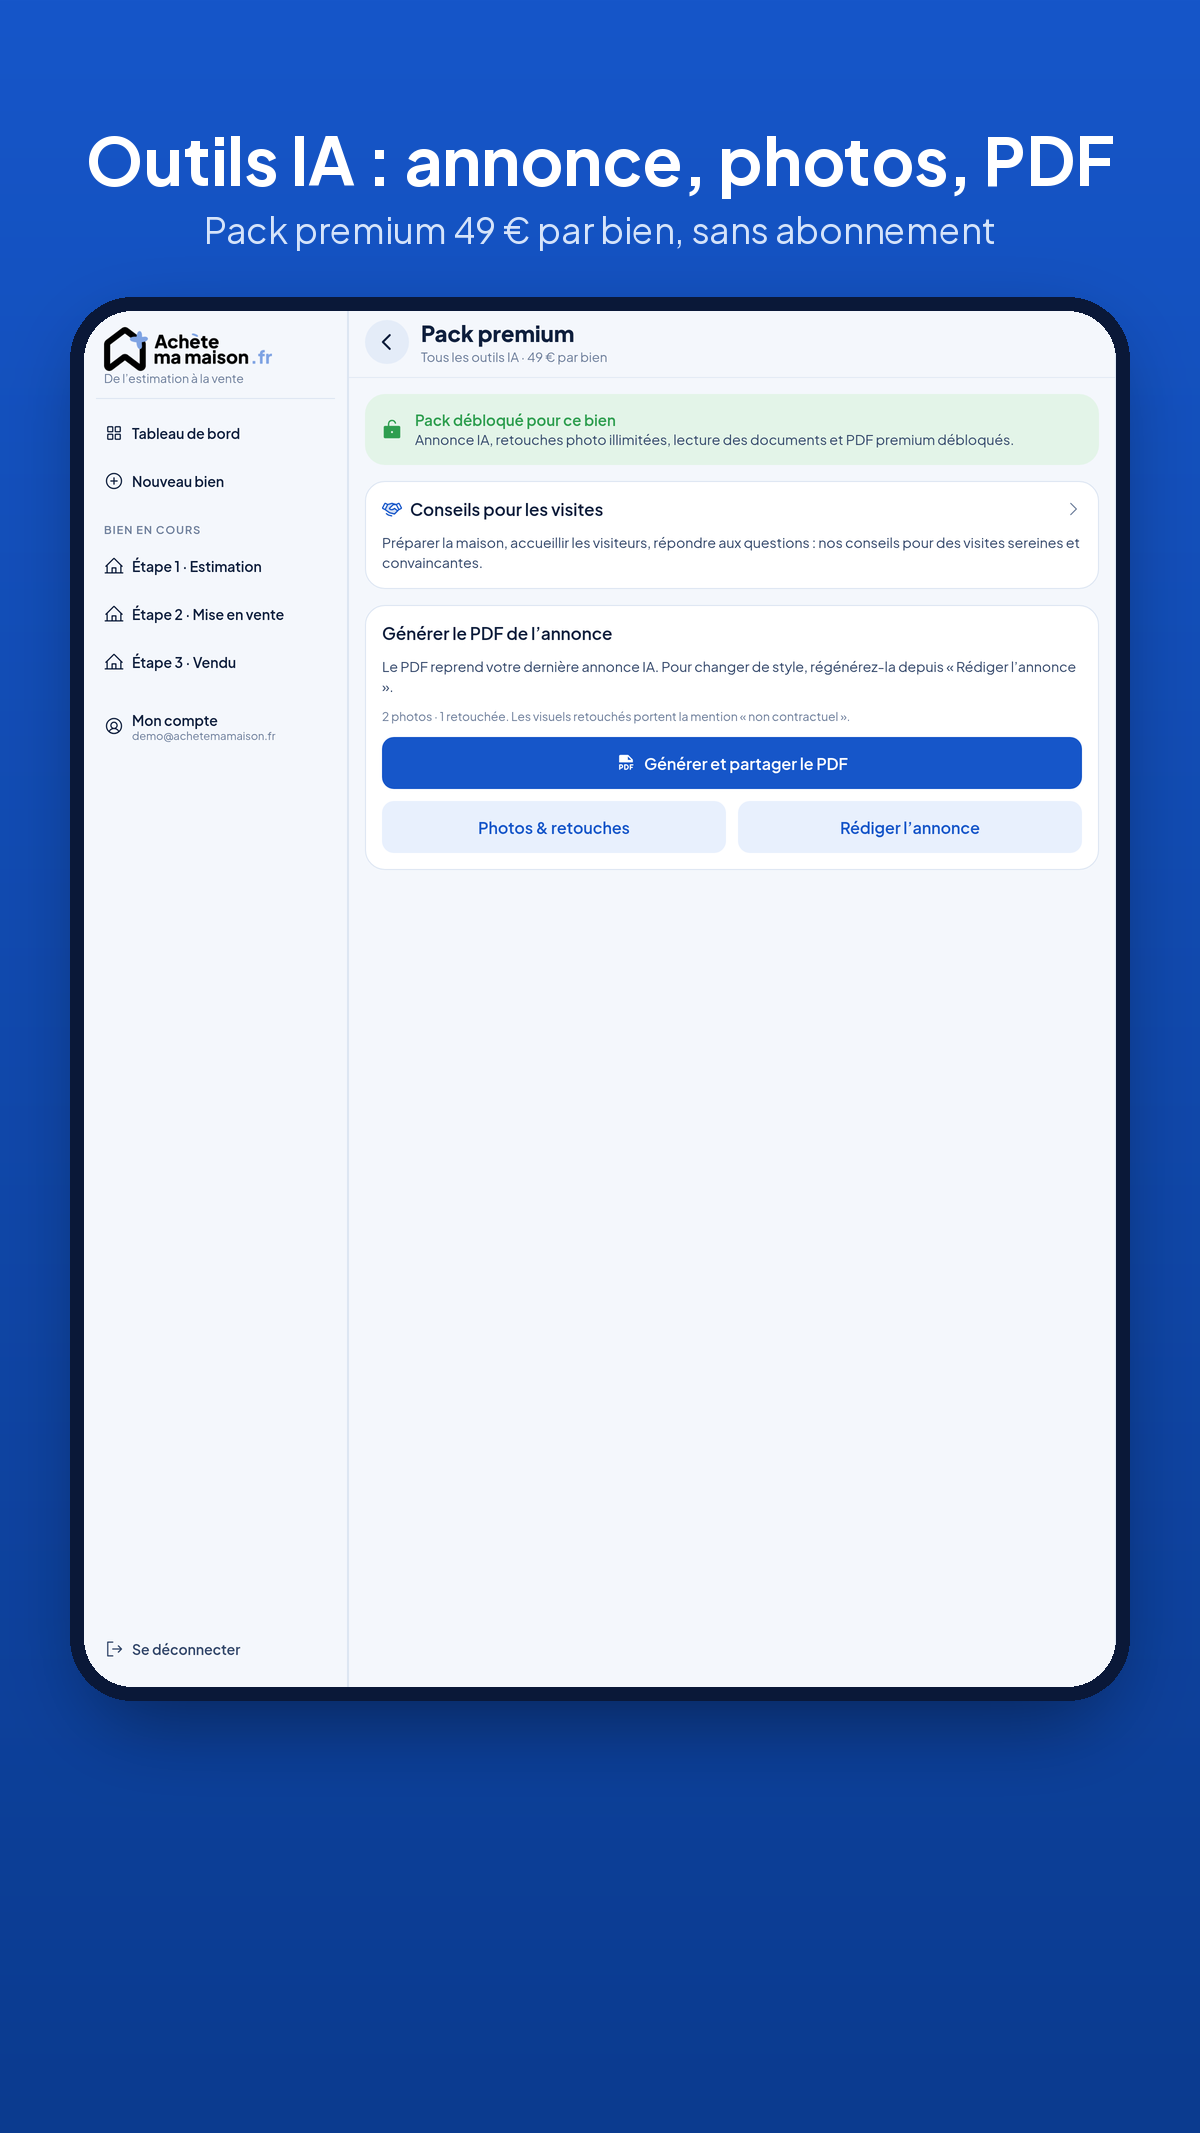 Outils IA : annonce, photos, PDF
Pack premium 49 € par bien, sans abonnement
Achète
ma maison.fr
De l’estimation à la vente
Tableau de bord
Nouveau bien
BIEN EN COURS
Étape 1 · Estimation
Étape 2 · Mise en vente
Étape 3 · Vendu
Mon compte
demo@achetemamaison.fr
Se déconnecter
Pack premium
Tous les outils IA · 49 € par bien
Pack débloqué pour ce bien
Annonce IA, retouches photo illimitées, lecture des documents et PDF premium débloqués.
Conseils pour les visites
Préparer la maison, accueillir les visiteurs, répondre aux questions : nos conseils pour des visites sereines et
convaincantes.
Générer le PDF de l’annonce
Le PDF reprend votre dernière annonce IA. Pour changer de style, régénérez-la depuis « Rédiger l’annonce
».
2 photos · 1 retouchée. Les visuels retouchés portent la mention « non contractuel ».
PDF
Générer et partager le PDF
Photos & retouches
Rédiger l’annonce